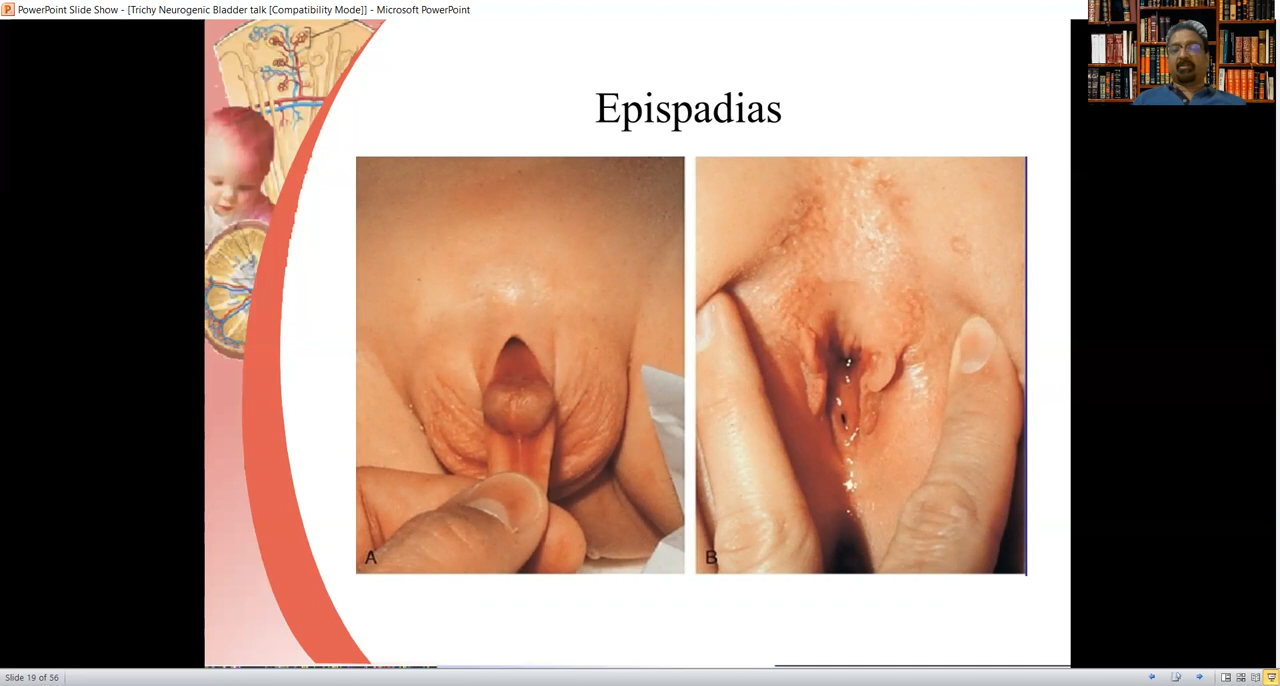 PowerPoint Slide Show - [Trichy Neurogenic Bladder talk [Compatibility Mode]] - Microsoft PowerPoint
Epispadias
A
B
Slide 19 of 56